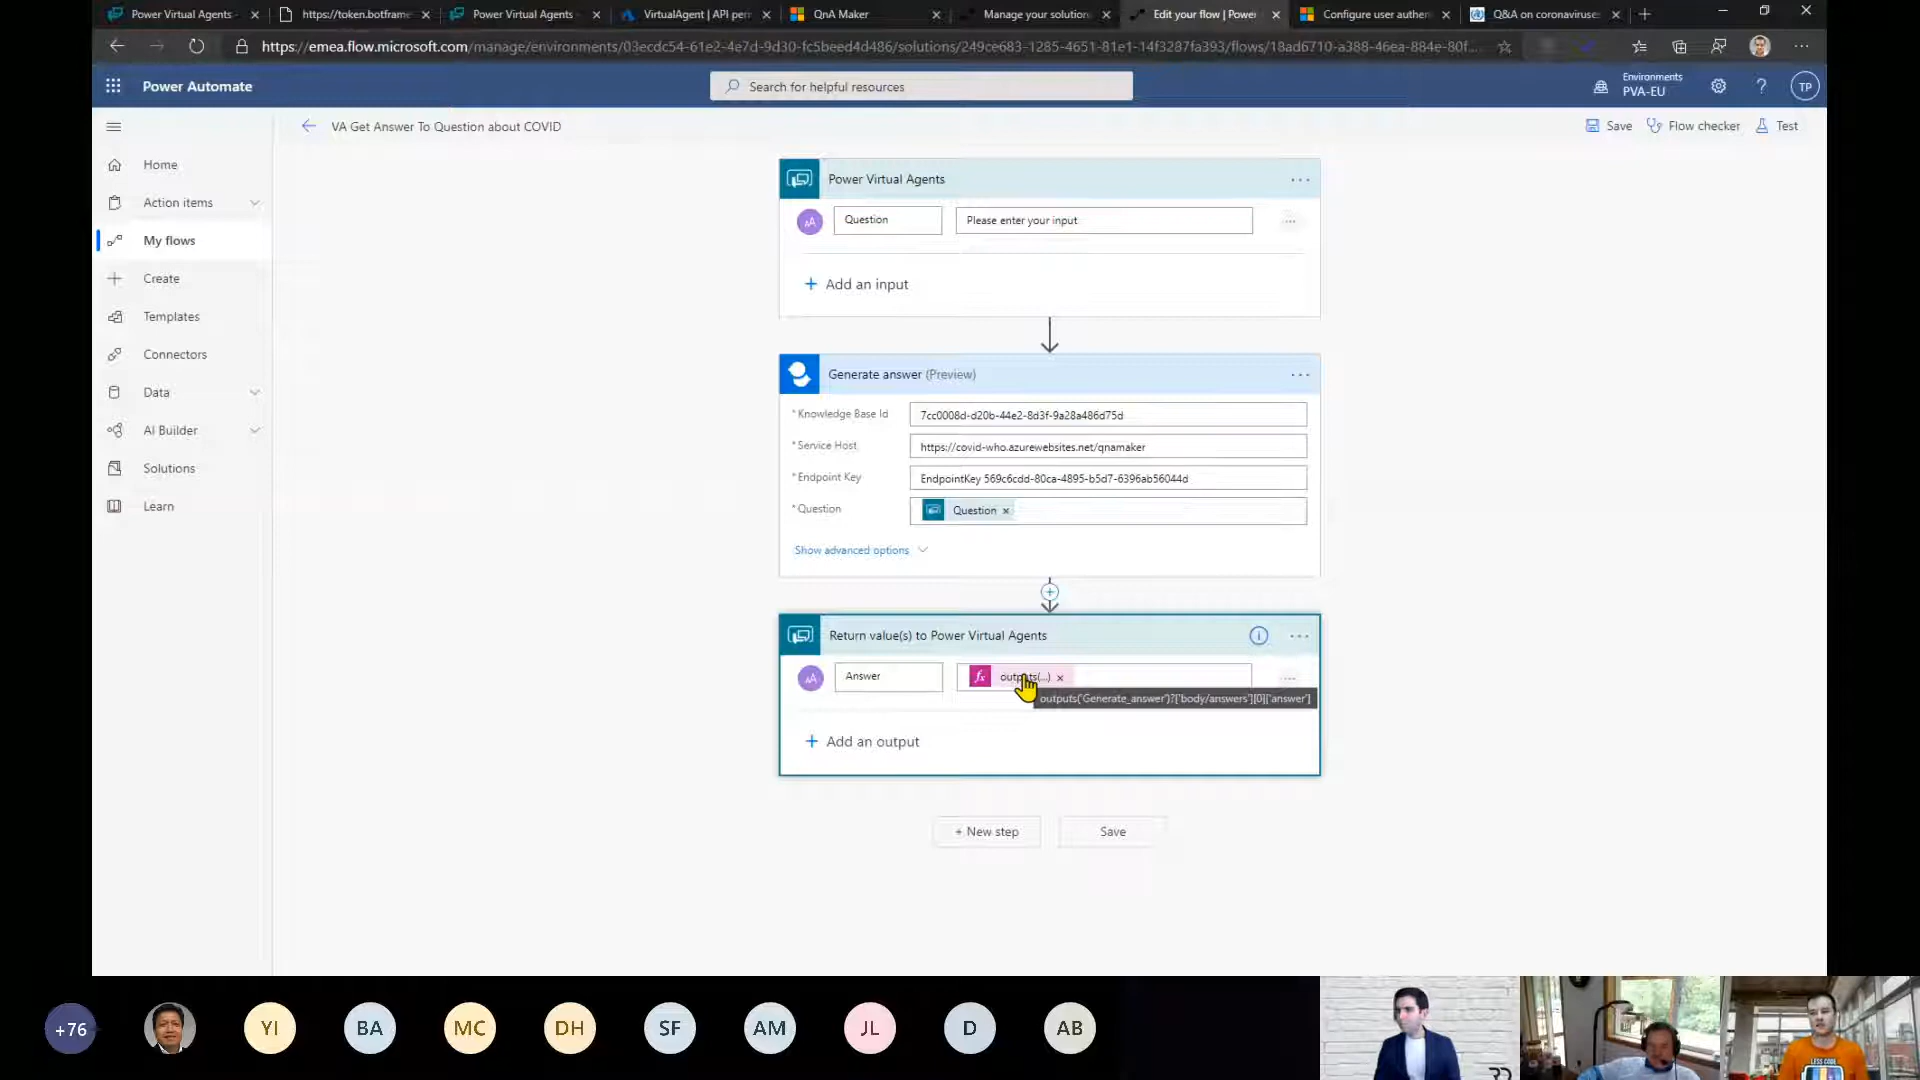 Power Virtual Agents
https://token.botframe
Power Virtual Agents
VirtualAgent | API perm
QnA Maker
Manage your solution
Edit your flow | Power
Configure user authen
Q&A on coronaviruse
https://emea.flow.microsoft.com/manage/environments/03ecdc54-61e2-4e7d-9d30-fc5beed4d486/solutions/249ce683-1285-4651-81e1-14f3287fa393/flows/18ad6710-a388-46ea-884e-80f...
Power Automate
Search for helpful resources
Environments
PVA-EU
?
TP
VA Get Answer To Question about COVID
Save
Flow checker
Test
Home
Action items
My flows
Create
Templates
Connectors
Data
AI Builder
Solutions
Learn
Power Virtual Agents
Question
Please enter your input
+ Add an input
Generate answer (Preview)
* Knowledge Base Id
7cc0008d-d20b-44e2-8d3f-9a28a486d75d
* Service Host
https://covid-who.azurewebsites.net/qnamaker
* Endpoint Key
EndpointKey 569c6cdd-80ca-4895-b5d7-6396ab56044d
* Question
Question ×
Show advanced options
Return value(s) to Power Virtual Agents
Answer
fx outputs(...) ×
outputs('Generate_answer')?['body/answers'][0]['answer']
+ Add an output
+ New step
Save
+76
YI
BA
MC
DH
SF
AM
JL
D
AB
LESS CODE